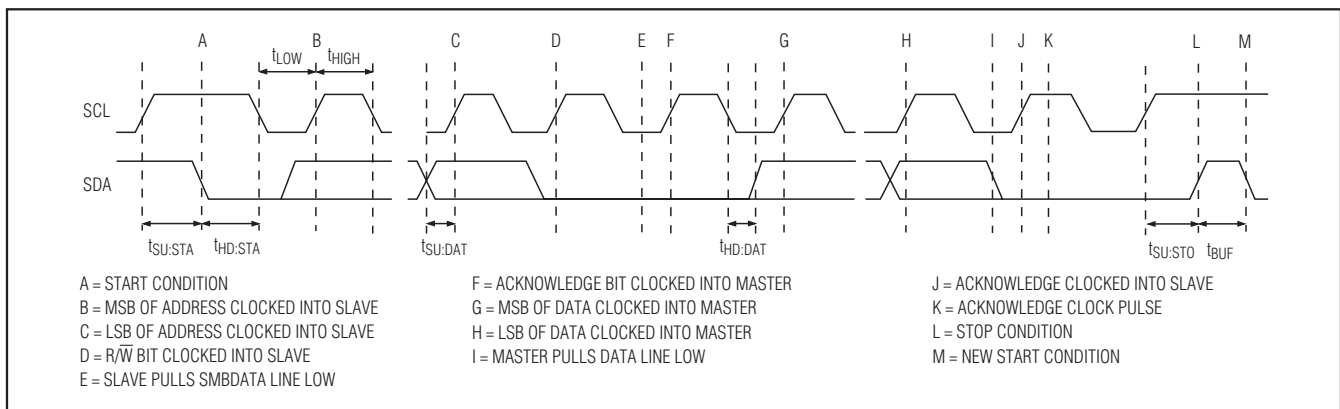 A B C D E F G H I J K L M
tLOW tHIGH
SCL
SDA
tSU:STA tHD:STA tSU:DAT tHD:DAT tSU:STO tBUF
A = START CONDITION
B = MSB OF ADDRESS CLOCKED INTO SLAVE
C = LSB OF ADDRESS CLOCKED INTO SLAVE
D = R/W̅ BIT CLOCKED INTO SLAVE
E = SLAVE PULLS SMBDATA LINE LOW
F = ACKNOWLEDGE BIT CLOCKED INTO MASTER
G = MSB OF DATA CLOCKED INTO MASTER
H = LSB OF DATA CLOCKED INTO MASTER
I = MASTER PULLS DATA LINE LOW
J = ACKNOWLEDGE CLOCKED INTO SLAVE
K = ACKNOWLEDGE CLOCK PULSE
L = STOP CONDITION
M = NEW START CONDITION